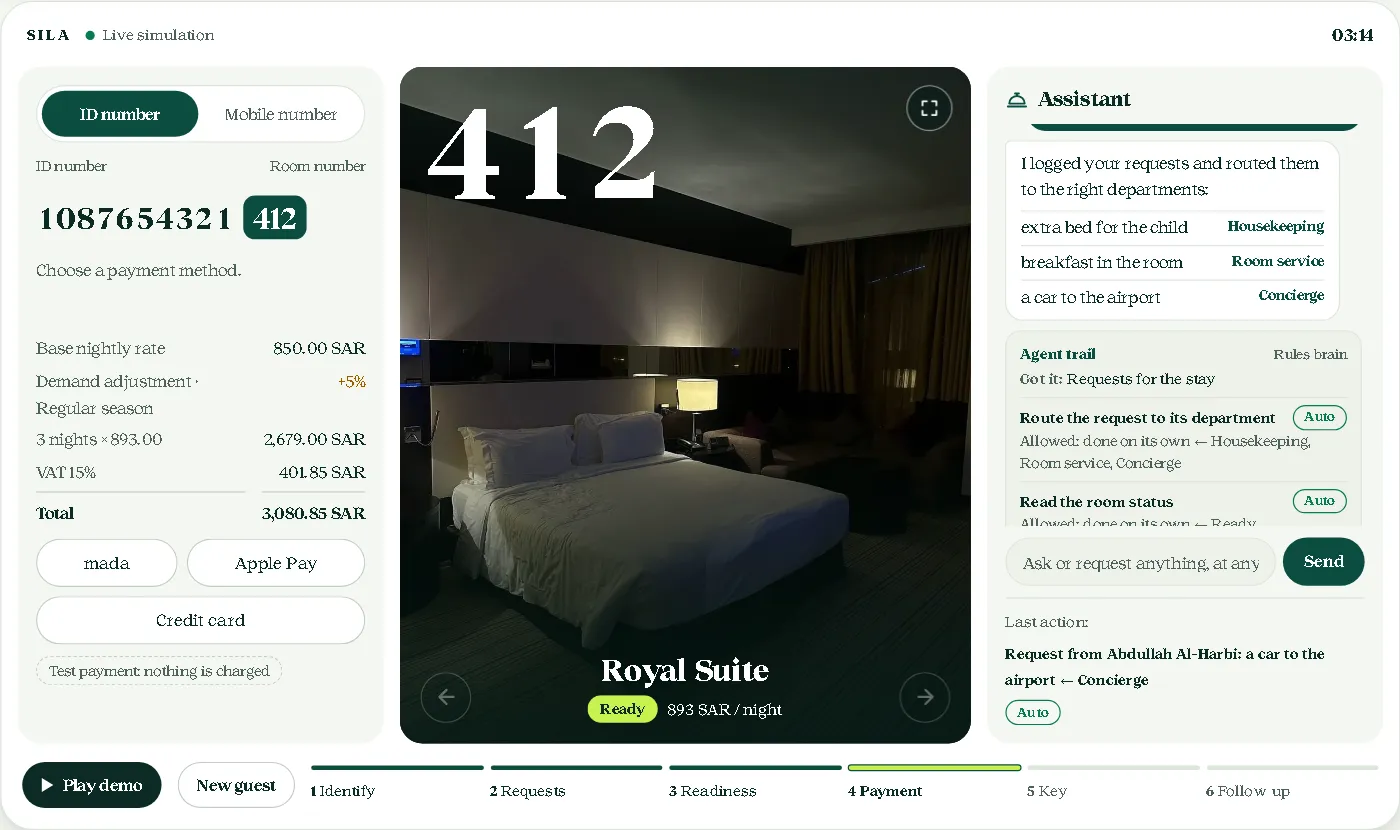 SILA
Live simulation
03:14
ID number
Mobile number
ID number
Room number
1087654321
412
Choose a payment method.
Base nightly rate
850.00 SAR
Demand adjustment ·
+5%
Regular season
3 nights × 893.00
2,679.00 SAR
VAT 15%
401.85 SAR
Total
3,080.85 SAR
mada
Apple Pay
Credit card
Test payment: nothing is charged
412
Royal Suite
Ready
893 SAR / night
Assistant
I logged your requests and routed them
to the right departments:
extra bed for the child
Housekeeping
breakfast in the room
Room service
a car to the airport
Concierge
Agent trail
Rules brain
Got it: Requests for the stay
Route the request to its department
Auto
Allowed: done on its own ← Housekeeping,
Room service, Concierge
Read the room status
Auto
Allowed: done on its own ← Ready
Ask or request anything, at any
Send
Last action:
Request from Abdullah Al-Harbi: a car to the
airport ← Concierge
Auto
Play demo
New guest
1 Identify
2 Requests
3 Readiness
4 Payment
5 Key
6 Follow up